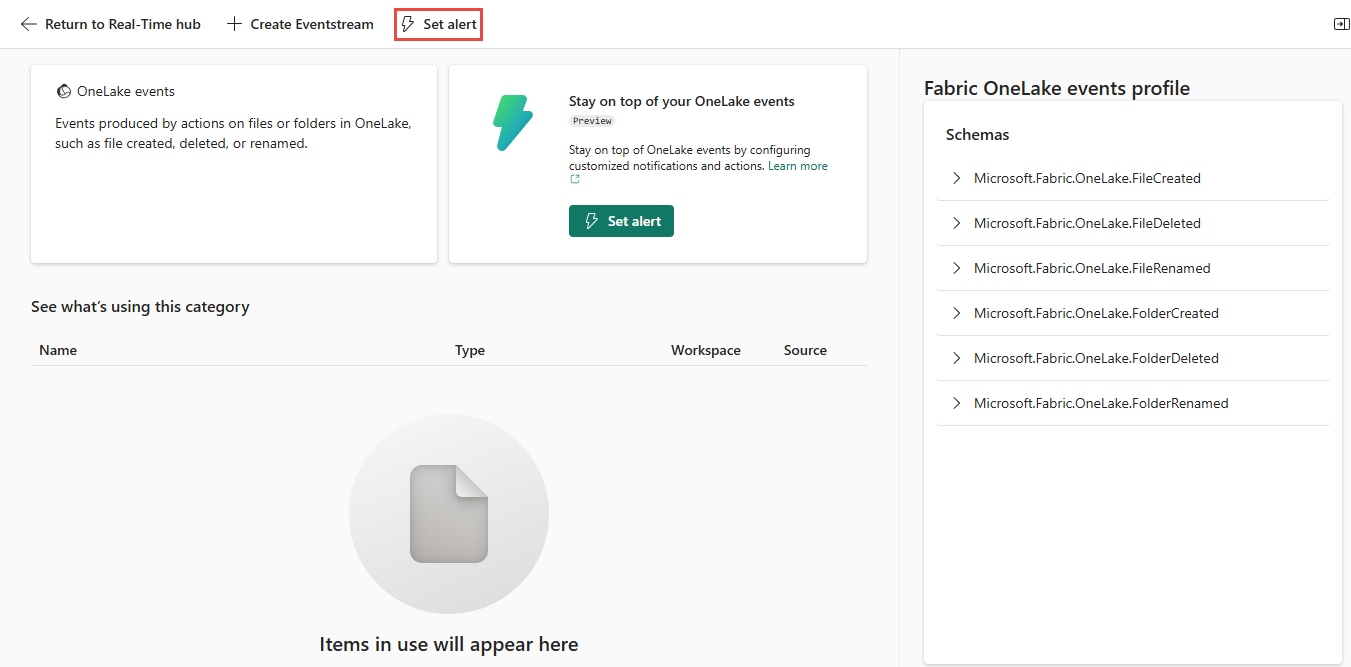 Return to Real-Time hub
Create Eventstream
Set alert
OneLake events
Events produced by actions on files or folders in OneLake,
such as file created, deleted, or renamed.
Stay on top of your OneLake events
Preview
Stay on top of OneLake events by configuring
customized notifications and actions. Learn more
Set alert
See what’s using this category
Name Type Workspace Source
Items in use will appear here
Fabric OneLake events profile
Schemas
Microsoft.Fabric.OneLake.FileCreated
Microsoft.Fabric.OneLake.FileDeleted
Microsoft.Fabric.OneLake.FileRenamed
Microsoft.Fabric.OneLake.FolderCreated
Microsoft.Fabric.OneLake.FolderDeleted
Microsoft.Fabric.OneLake.FolderRenamed